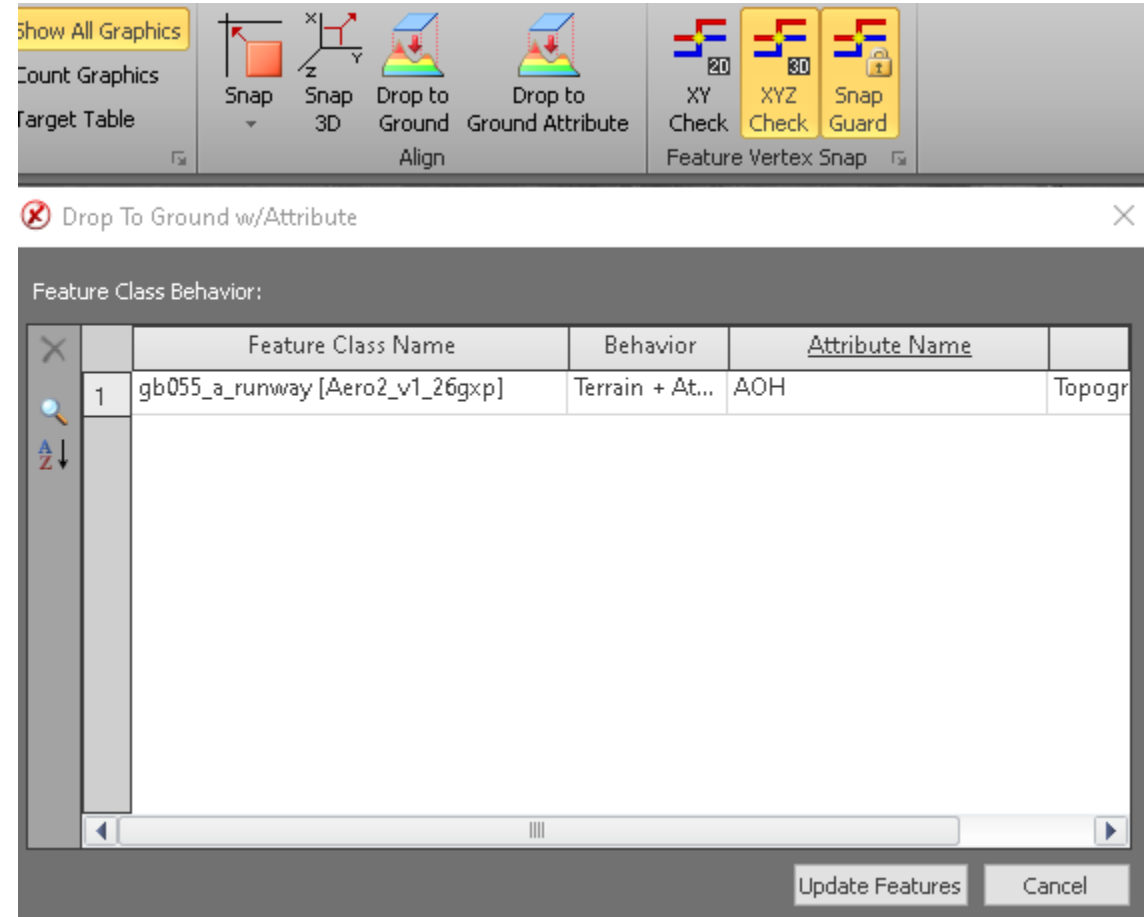 Show All Graphics
Count Graphics
Target Table
Snap
Snap 3D
Drop to Ground
Drop to Ground Attribute
Align
XY Check
2D
XYZ Check
3D
Snap Guard
Feature Vertex Snap
X
Y
Z
Drop To Ground w/Attribute
Feature Class Behavior:
Feature Class Name Behavior Attribute Name
1 gb055_a_runway [Aero2_v1_26gxp] Terrain + At... AOH Topogr
A
Z
Update Features Cancel